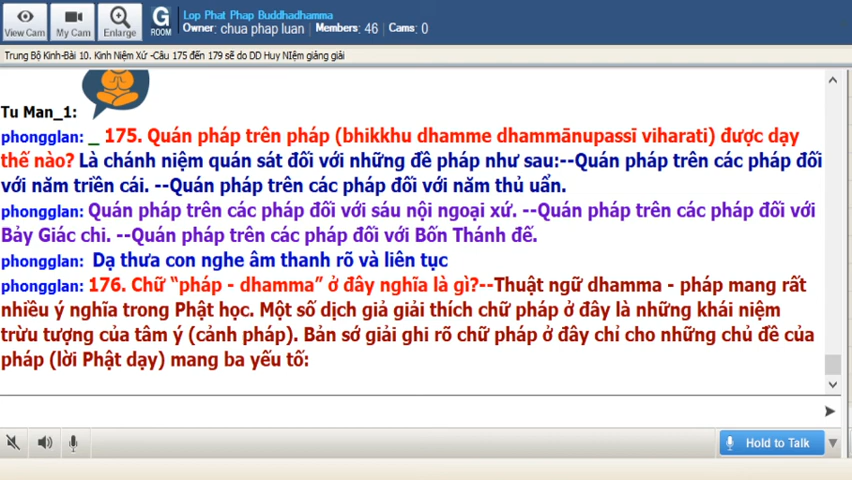 Lop Phat Phap Buddhadhamma
Owner: chua phap luan Members: 46 Cams: 0
View Cam My Cam Enlarge G ROOM
Trung Bộ Kinh-Bài 10. Kinh Niệm Xứ -Câu 175 đến 179 sẽ do DD Huy NIệm giảng giải
Tu Man_1:
phongglan: _ 175. Quán pháp trên pháp (bhikkhu dhamme dhammānupassī viharati) được dạy
thế nào? Là chánh niệm quán sát đối với những đề pháp như sau:--Quán pháp trên các pháp đối
với năm triền cái. --Quán pháp trên các pháp đối với năm thủ uẩn.
phongglan: Quán pháp trên các pháp đối với sáu nội ngoại xứ. --Quán pháp trên các pháp đối với
Bảy Giác chi. --Quán pháp trên các pháp đối với Bốn Thánh đế.
phongglan: Dạ thưa con nghe âm thanh rõ và liên tục
phongglan: 176. Chữ “pháp - dhamma” ở đây nghĩa là gì?--Thuật ngữ dhamma - pháp mang rất
nhiều ý nghĩa trong Phật học. Một số dịch giả giải thích chữ pháp ở đây là những khái niệm
trừu tượng của tâm ý (cảnh pháp). Bản sớ giải ghi rõ chữ pháp ở đây chỉ cho những chủ đề của
pháp (lời Phật dạy) mang ba yếu tố:
Hold to Talk